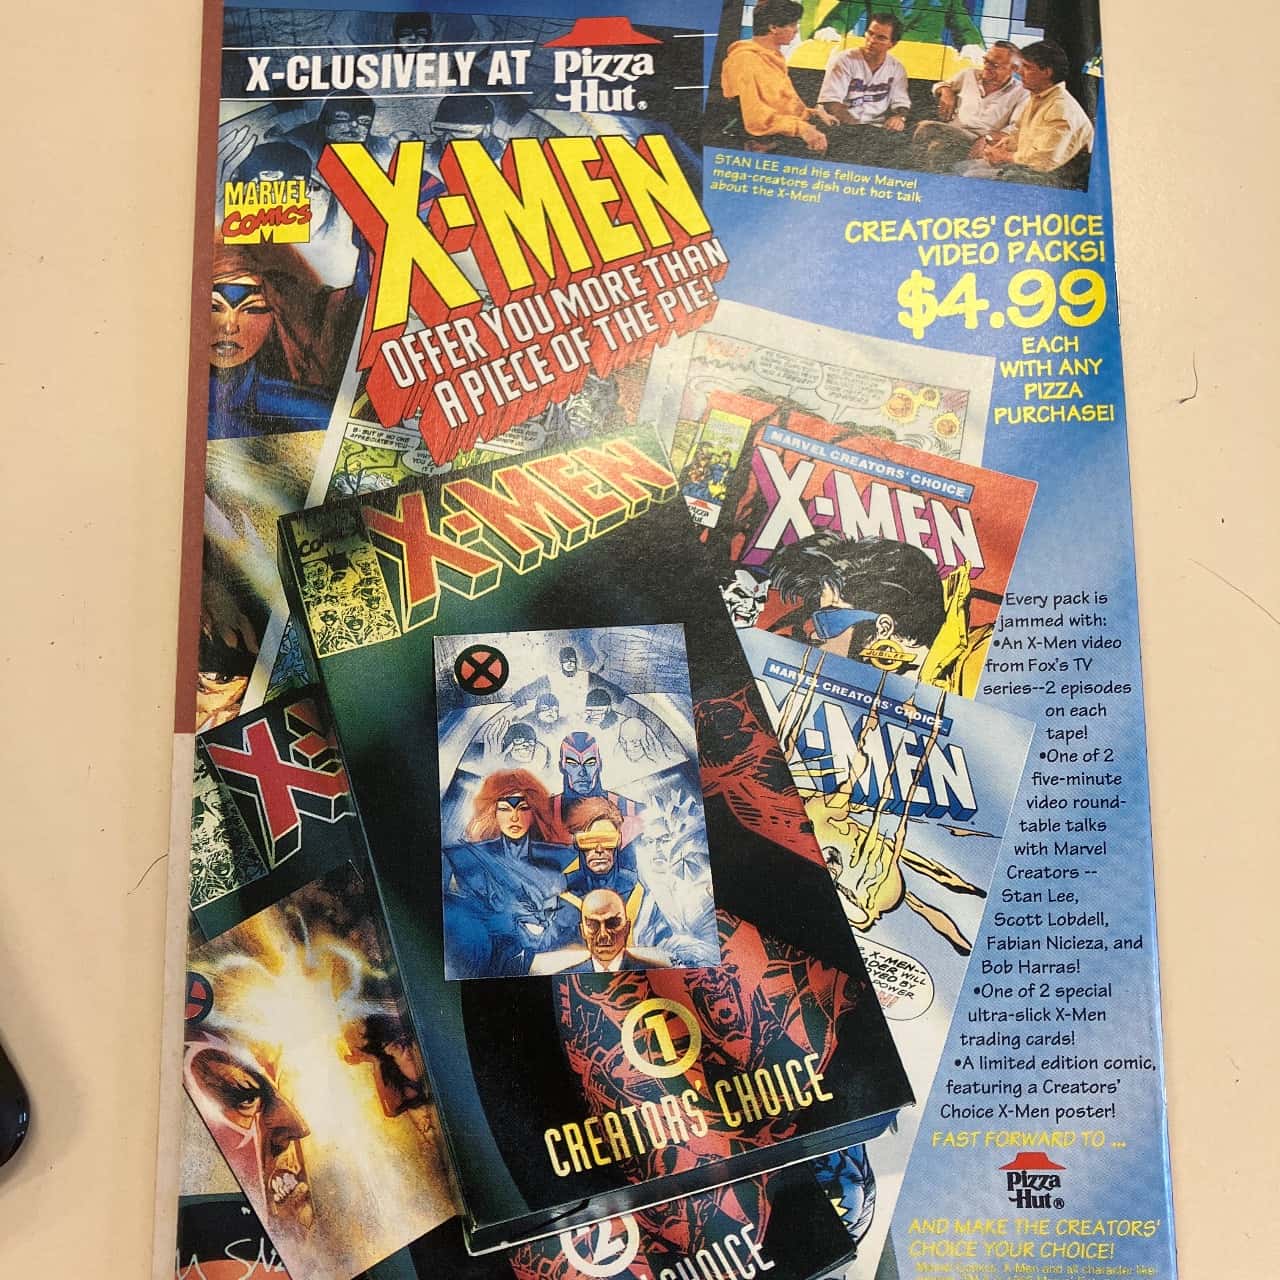 X-CLUSIVELY AT
Pizza
Hut®
MARVEL
COMICS
X-MEN
OFFER YOU MORE THAN
A PIECE OF THE PIE!
STAN LEE and his fellow Marvel
mega-creators dish out hot talk
about the X-Men!
CREATORS' CHOICE
VIDEO PACKS!
$4.99
EACH
WITH ANY
PIZZA
PURCHASE!
MARVEL CREATORS' CHOICE
X-MEN
Pizza
Hut
X-MEN
X
MARVEL CREATORS' CHOICE
X-MEN
Every pack is
jammed with:
•An X-Men video
from Fox's TV
series--2 episodes
on each
tape!
•One of 2
five-minute
video round-
table talks
with Marvel
Creators --
Stan Lee,
Scott Lobdell,
Fabian Nicieza, and
Bob Harras!
•One of 2 special
ultra-slick X-Men
trading cards!
•A limited edition comic,
featuring a Creators'
Choice X-Men poster!
X
X-MEN--
WILL
BY
POWER
1
CREATORS' CHOICE
2
CHOICE
FAST FORWARD TO ...
Pizza
Hut®
AND MAKE THE CREATORS'
CHOICE YOUR CHOICE!